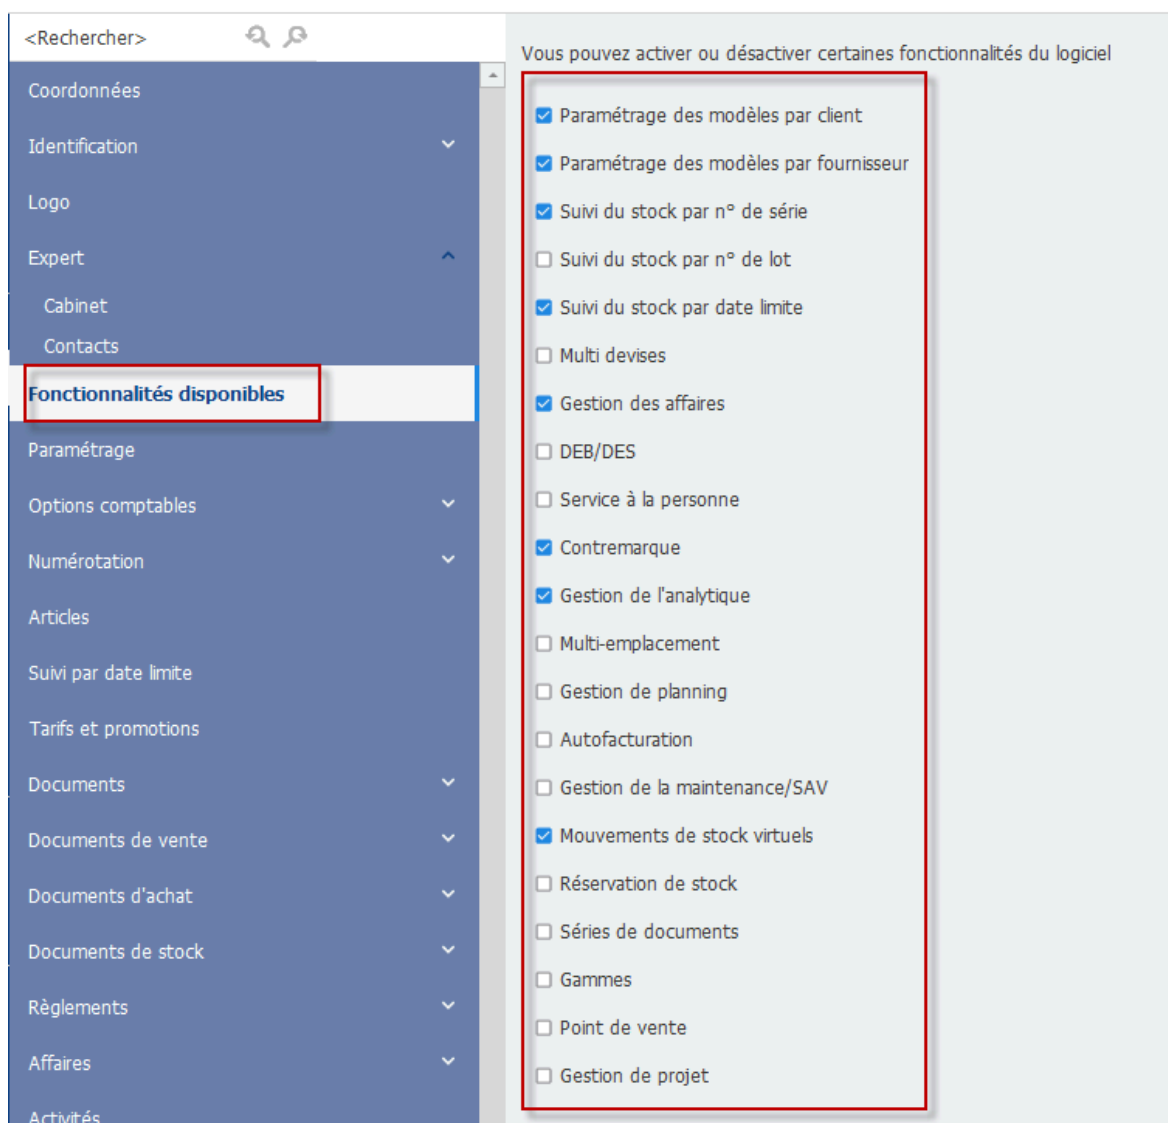 <Rechercher>
Coordonnées
Identification
Logo
Expert
Cabinet
Contacts
Fonctionnalités disponibles
Paramétrage
Options comptables
Numérotation
Articles
Suivi par date limite
Tarifs et promotions
Documents
Documents de vente
Documents d'achat
Documents de stock
Règlements
Affaires
Activités
Vous pouvez activer ou désactiver certaines fonctionnalités du logiciel
Paramétrage des modèles par client
Paramétrage des modèles par fournisseur
Suivi du stock par n° de série
Suivi du stock par n° de lot
Suivi du stock par date limite
Multi devises
Gestion des affaires
DEB/DES
Service à la personne
Contremarque
Gestion de l'analytique
Multi-emplacement
Gestion de planning
Autofacturation
Gestion de la maintenance/SAV
Mouvements de stock virtuels
Réservation de stock
Séries de documents
Gammes
Point de vente
Gestion de projet